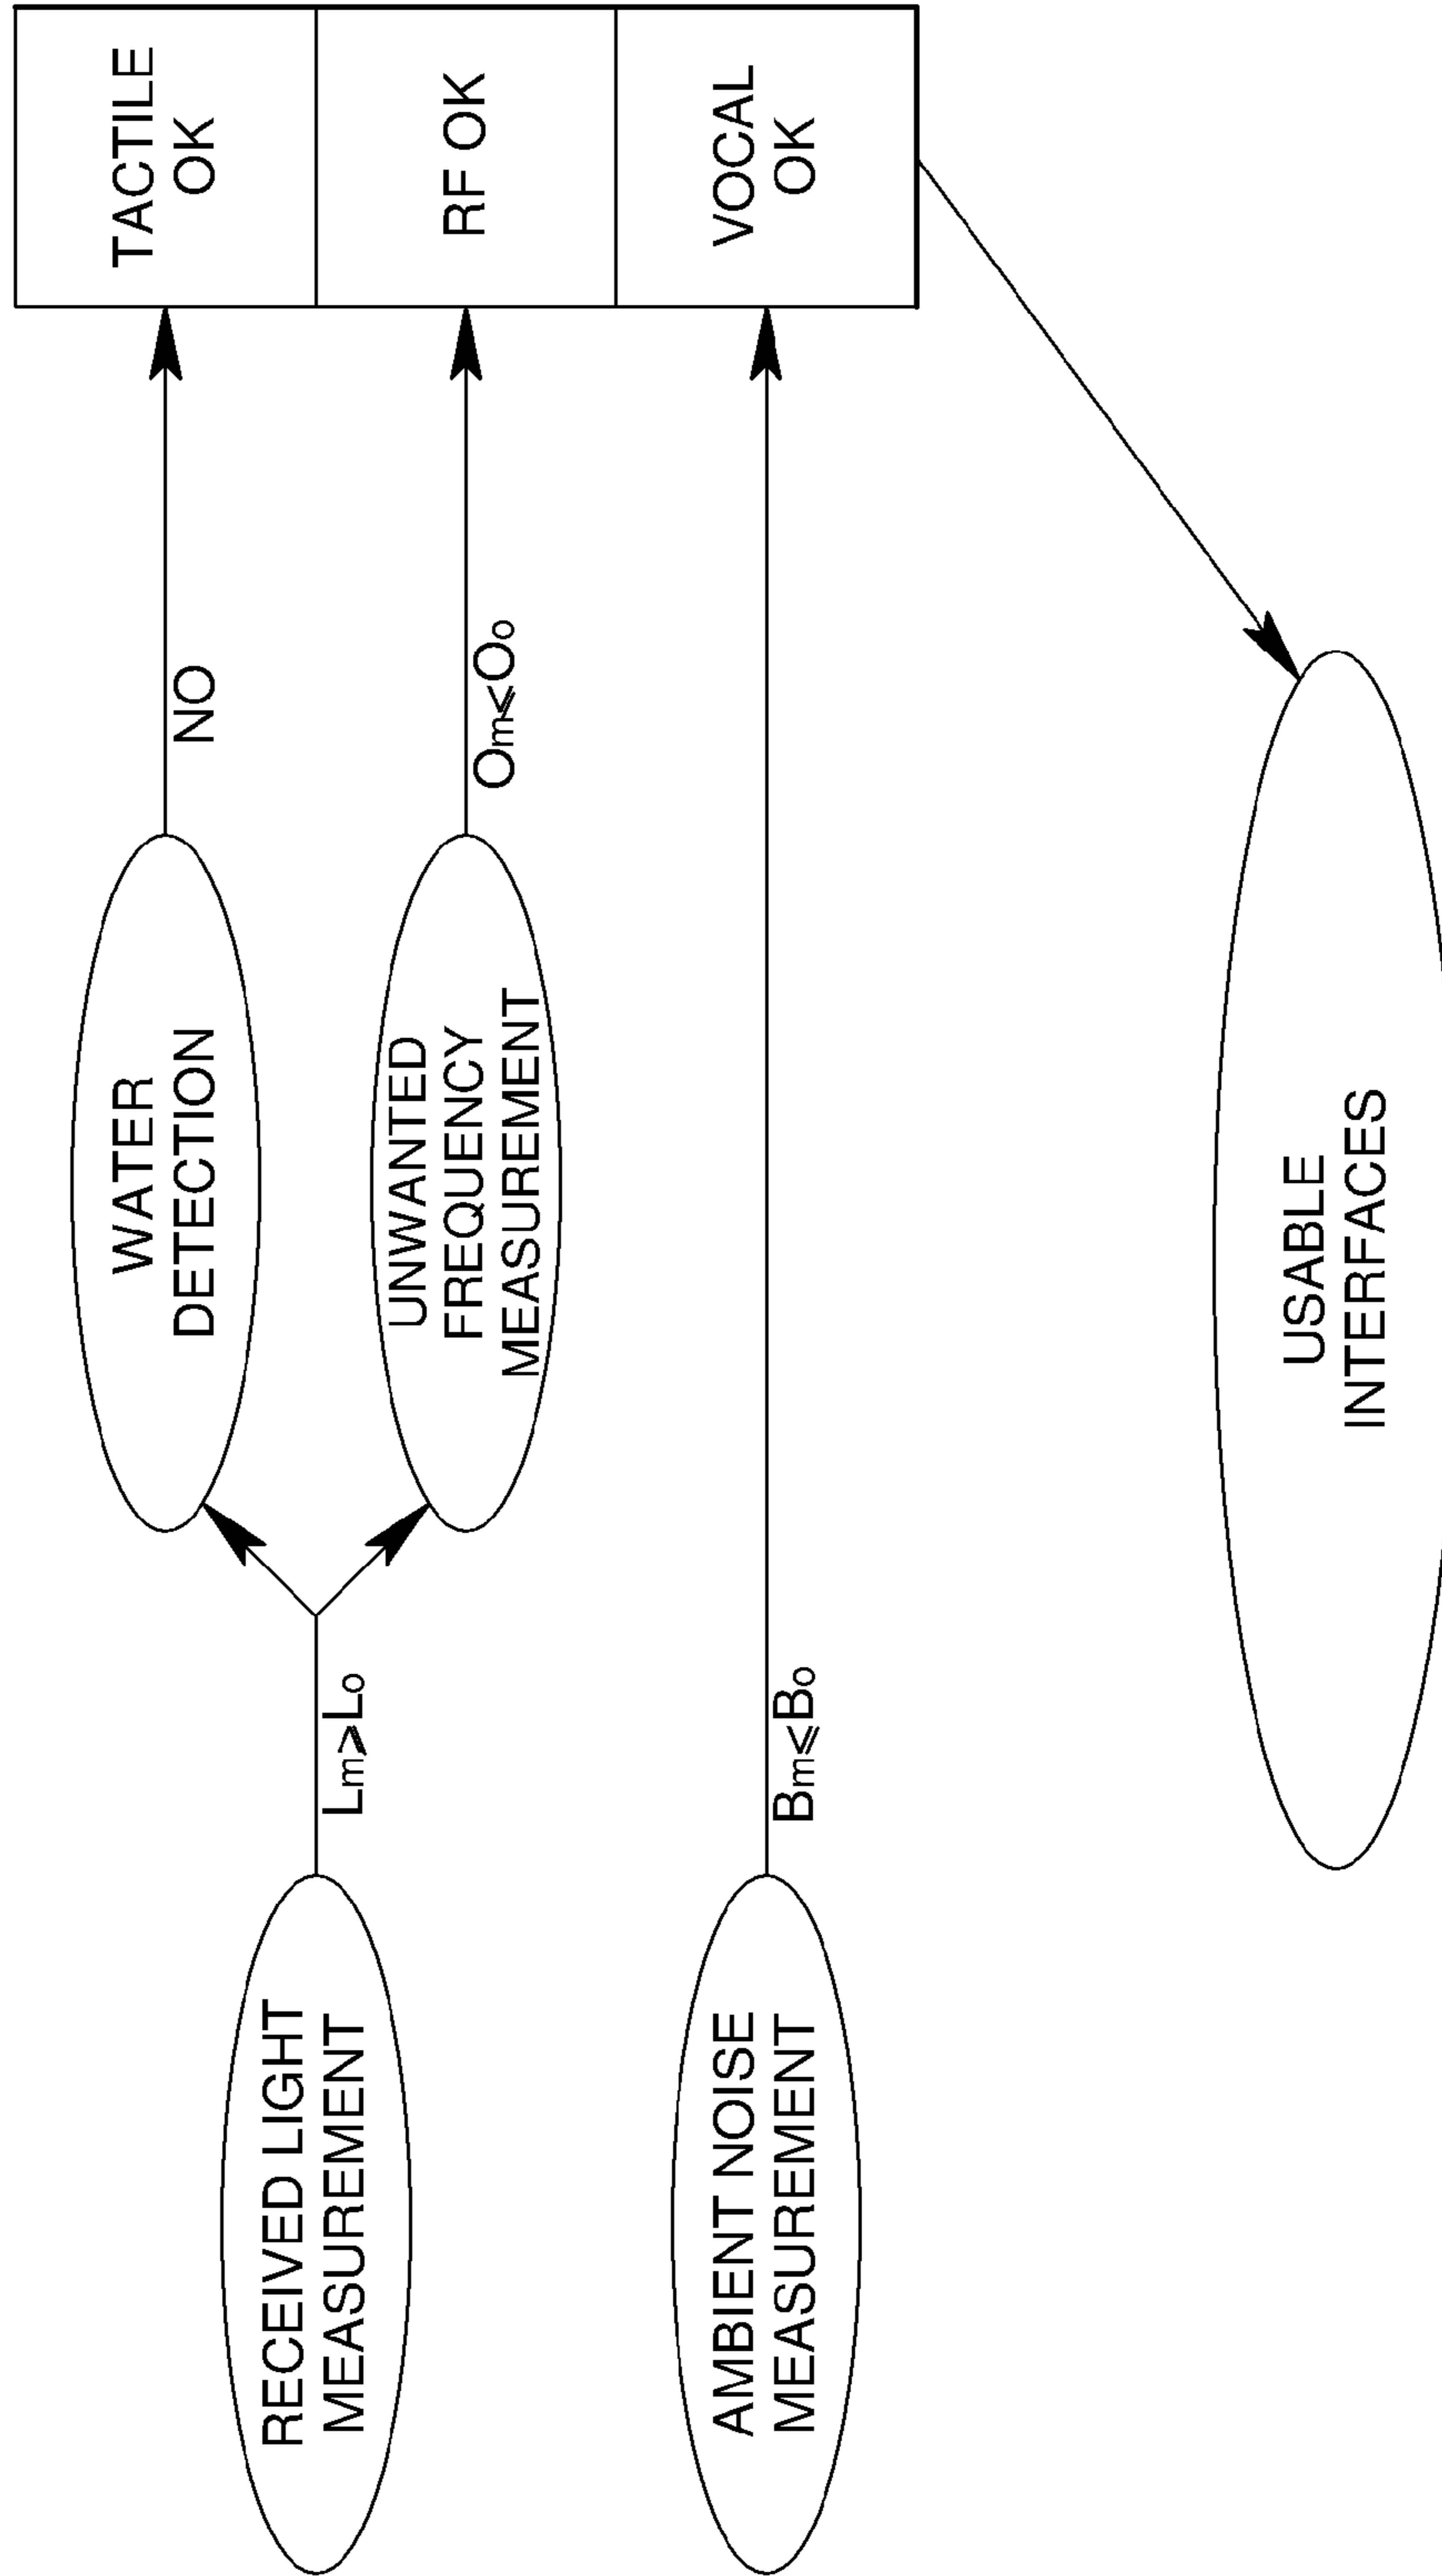 RECEIVED LIGHT
MEASUREMENT
Lm⩾Lo
WATER
DETECTION
NO
TACTILE
OK
UNWANTED
FREQUENCY
MEASUREMENT
Om⩽Oo
RF OK
AMBIENT NOISE
MEASUREMENT
Bm⩽Bo
VOCAL
OK
USABLE
INTERFACES